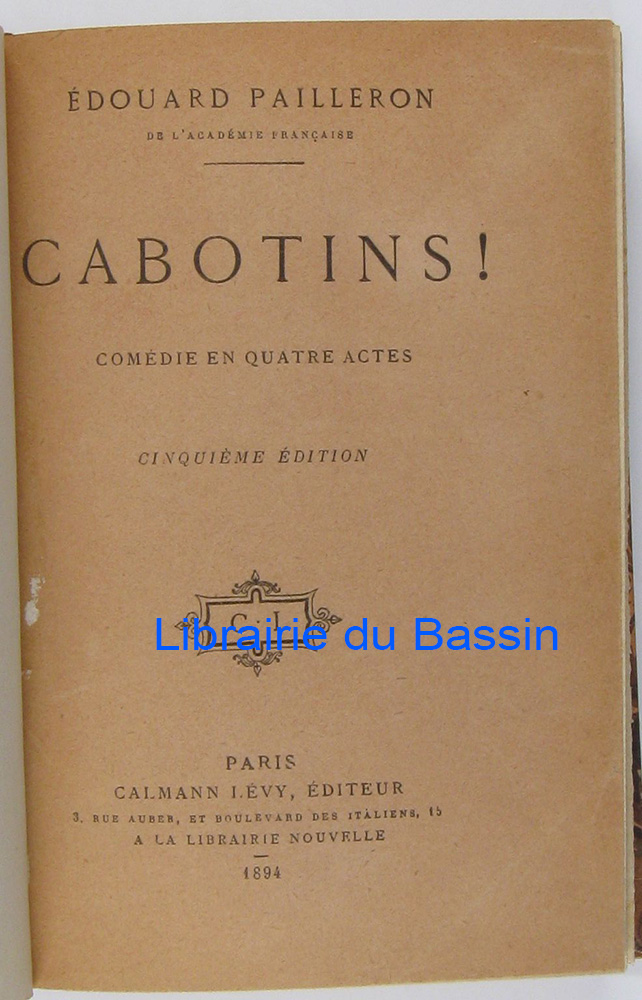 ÉDOUARD PAILLERON
DE L'ACADÉMIE FRANÇAISE
CABOTINS!
COMÉDIE EN QUATRE ACTES
CINQUIÈME ÉDITION
Librairie du Bassin
PARIS
CALMANN LÉVY, ÉDITEUR
3, RUE AUBER, ET BOULEVARD DES ITALIENS, 15
A LA LIBRAIRIE NOUVELLE
1894